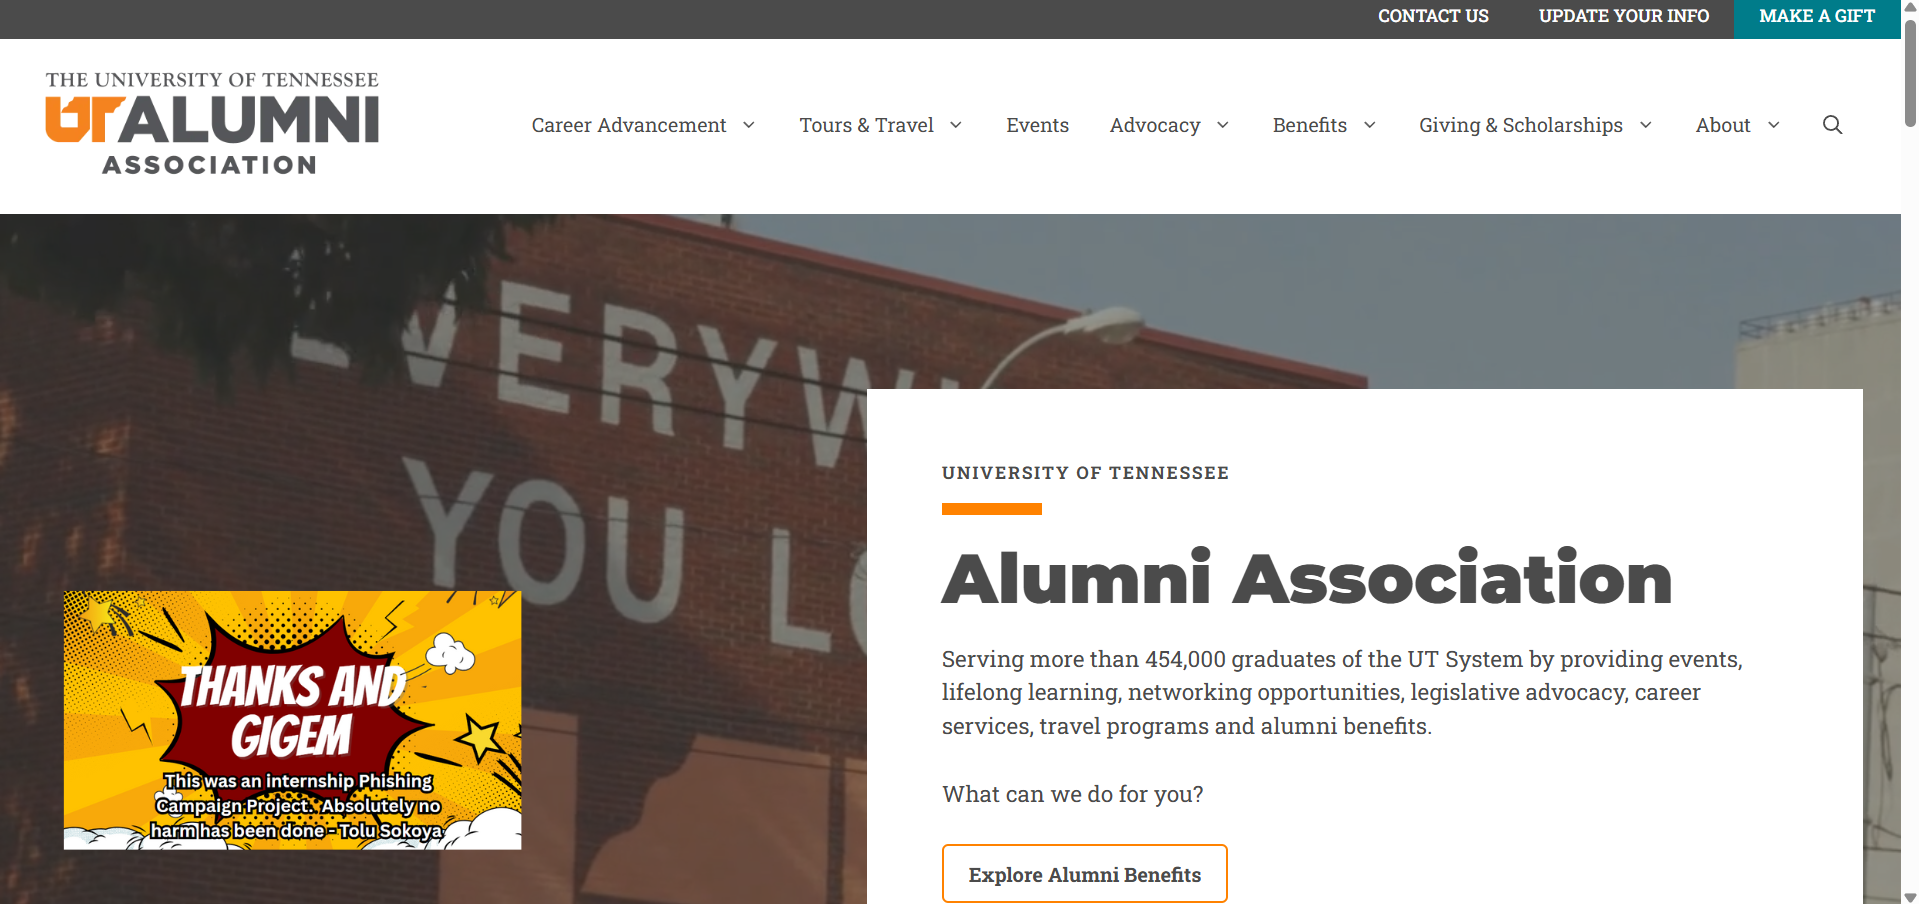 CONTACT US
UPDATE YOUR INFO
MAKE A GIFT
THE UNIVERSITY OF TENNESSEE
UT ALUMNI
ASSOCIATION
Career Advancement
Tours & Travel
Events
Advocacy
Benefits
Giving & Scholarships
About
YOU
UNIVERSITY OF TENNESSEE
Alumni Association
Serving more than 454,000 graduates of the UT System by providing events,
lifelong learning, networking opportunities, legislative advocacy, career
services, travel programs and alumni benefits.
What can we do for you?
Explore Alumni Benefits
THANKS AND
GIGEM
This was an internship Phishing
Campaign Project. Absolutely no
harm has been done - Tolu Sokoya